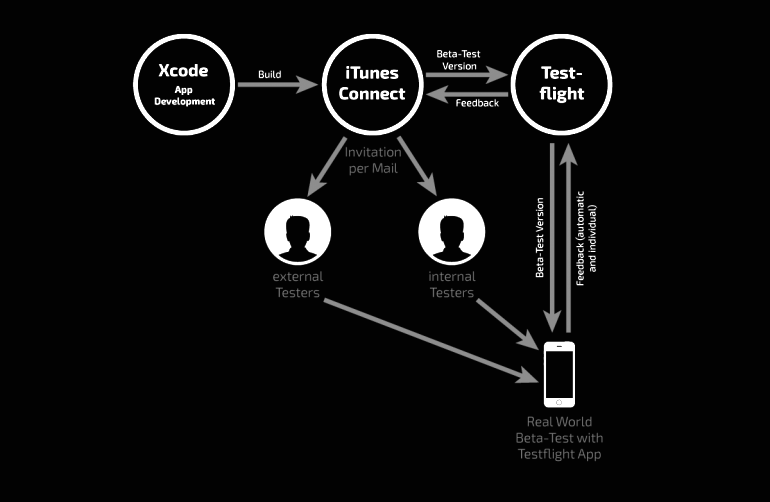 Xcode
App
Development
Build
iTunes
Connect
Beta-Test
Version
Feedback
Test-
flight
Invitation
per Mail
external
Testers
internal
Testers
Beta-Test Version
Feedback (automatic
and individual)
Real World
Beta-Test with
Testflight App